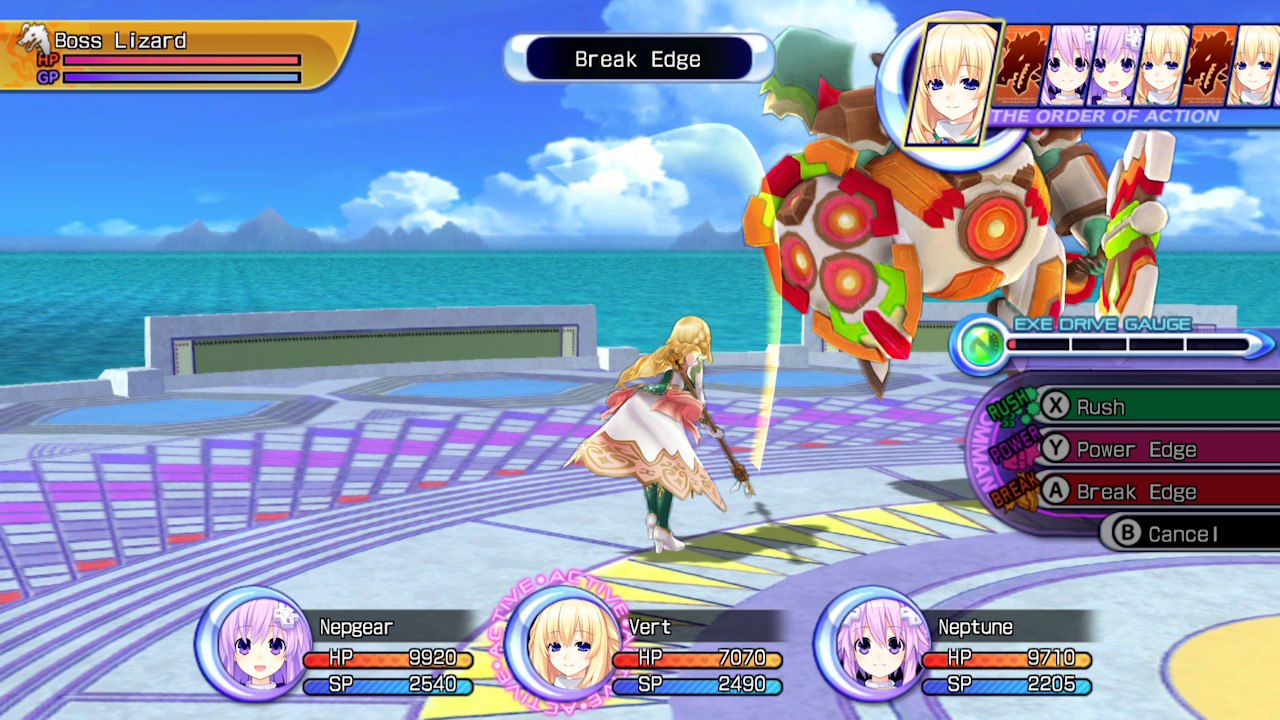 Boss Lizard
HP
GP
Break Edge
THE ORDER OF ACTION
EXE DRIVE GAUGE
N
RUSH X Rush
POWER Y Power Edge
BREAK A Break Edge
B Cancel
Nepgear
HP 9920
SP 2540
ACTIVE • ACTIVE • ACTIVE
Vert
HP 7070
SP 2490
Neptune
HP 9710
SP 2205